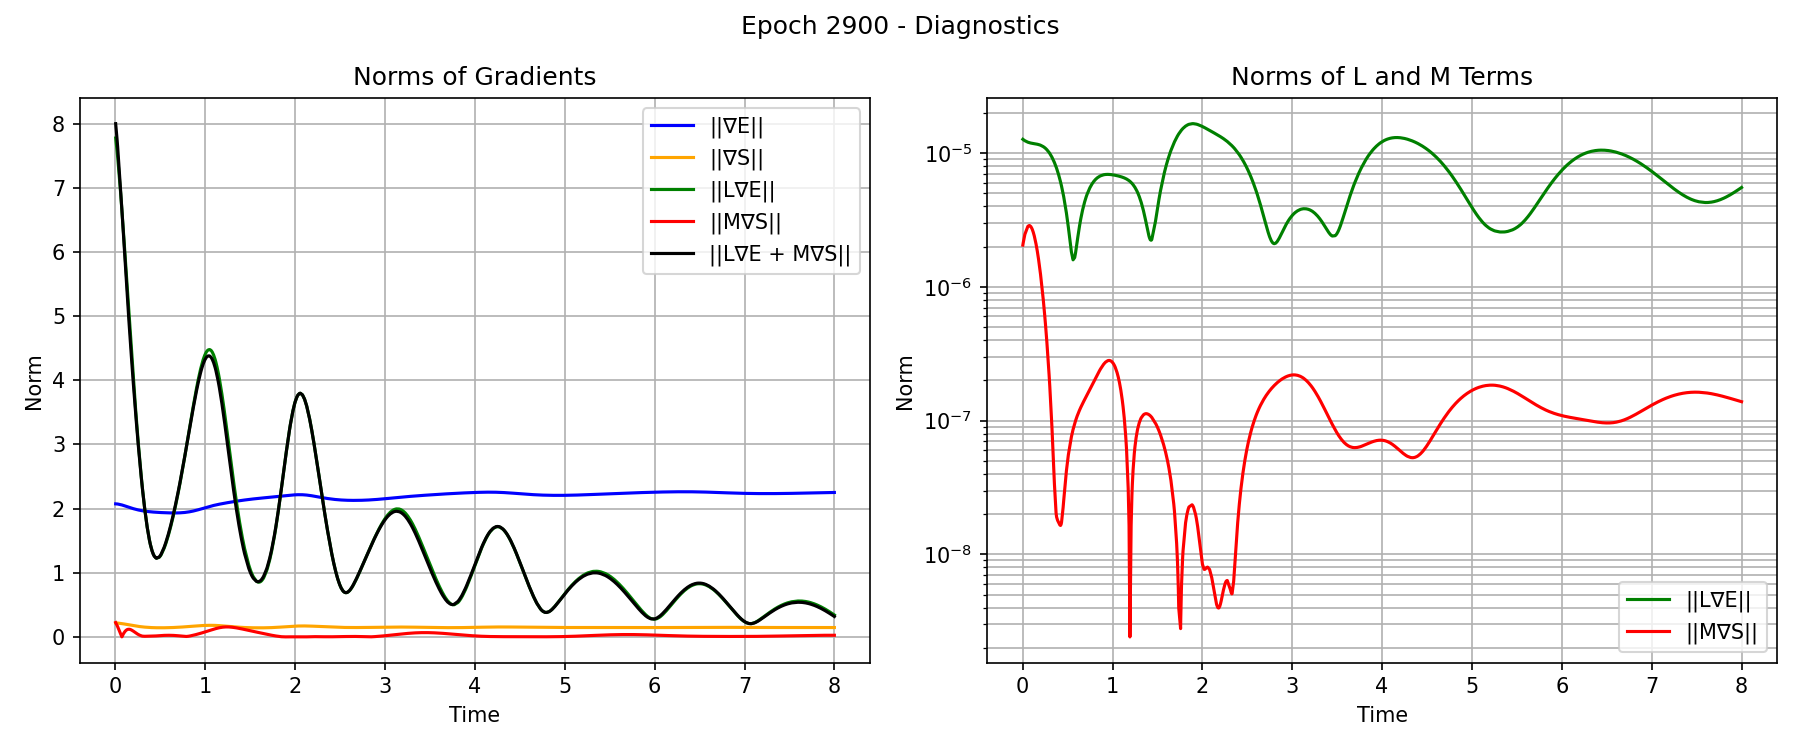 Epoch 2900 - Diagnostics
Norms of Gradients
8
7
6
5
4
3
2
1
0
Norm
||∇E||
||∇S||
||L∇E||
||M∇S||
||L∇E + M∇S||
0 1 2 3 4 5 6 7 8
Time
Norms of L and M Terms
10⁻⁵
10⁻⁶
10⁻⁷
10⁻⁸
Norm
||L∇E||
||M∇S||
0 1 2 3 4 5 6 7 8
Time